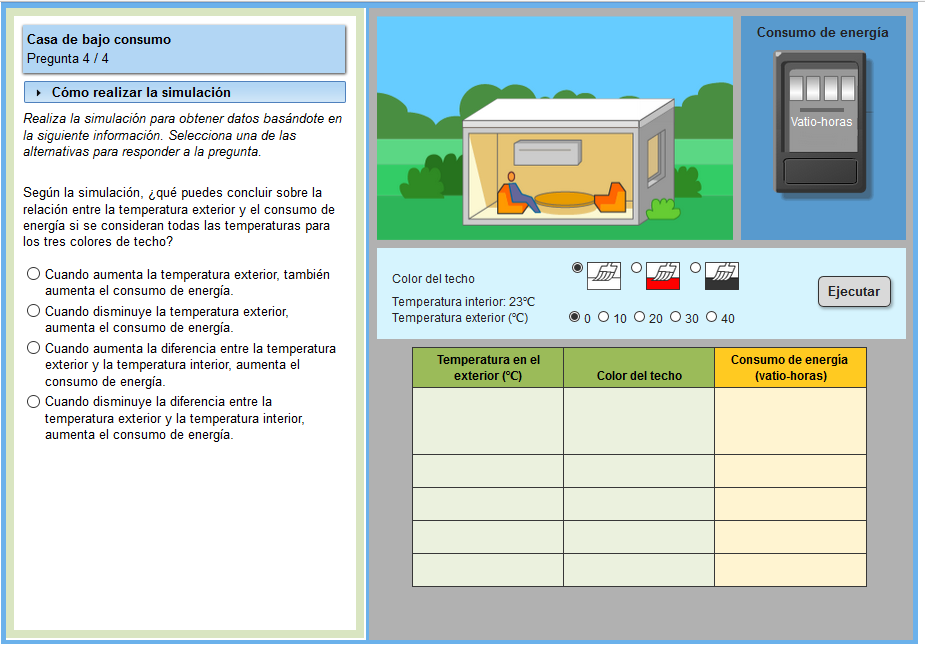 Casa de bajo consumo
Pregunta 4 / 4
Cómo realizar la simulación
Realiza la simulación para obtener datos basándote en
la siguiente información. Selecciona una de las
alternativas para responder a la pregunta.
Según la simulación, ¿qué puedes concluir sobre la
relación entre la temperatura exterior y el consumo de
energía si se consideran todas las temperaturas para
los tres colores de techo?
Cuando aumenta la temperatura exterior, también
aumenta el consumo de energía.
Cuando disminuye la temperatura exterior,
aumenta el consumo de energía.
Cuando aumenta la diferencia entre la temperatura
exterior y la temperatura interior, aumenta el
consumo de energía.
Cuando disminuye la diferencia entre la
temperatura exterior y la temperatura interior,
aumenta el consumo de energía.
Consumo de energía
Vatio-horas
Color del techo
Temperatura interior: 23℃
Temperatura exterior (℃)
0 10 20 30 40
Ejecutar
Temperatura en el
exterior (℃)
Color del techo
Consumo de energía
(vatio-horas)